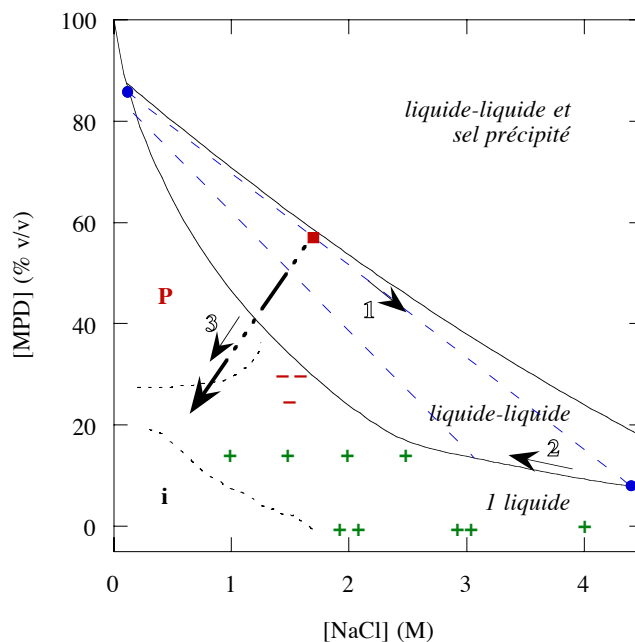 100
liquide-liquide et
sel précipité
80
60
[MPD] (% v/v)
1
P
3
40
20
liquide-liquide
2
i
1 liquide
0
0 1 2 3 4
[NaCl] (M)